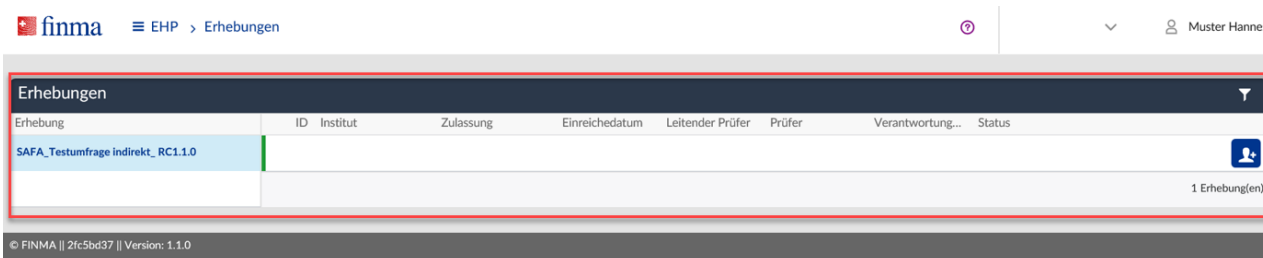 finma EHP > Erhebungen Muster Hanne
Erhebungen
Erhebung ID Institut Zulassung Einreichedatum Leitender Prüfer Prüfer Verantwortung... Status
SAFA_Testumfrage indirekt_ RC1.1.0
1 Erhebung(en)
© FINMA || 2fc5bd37 || Version: 1.1.0